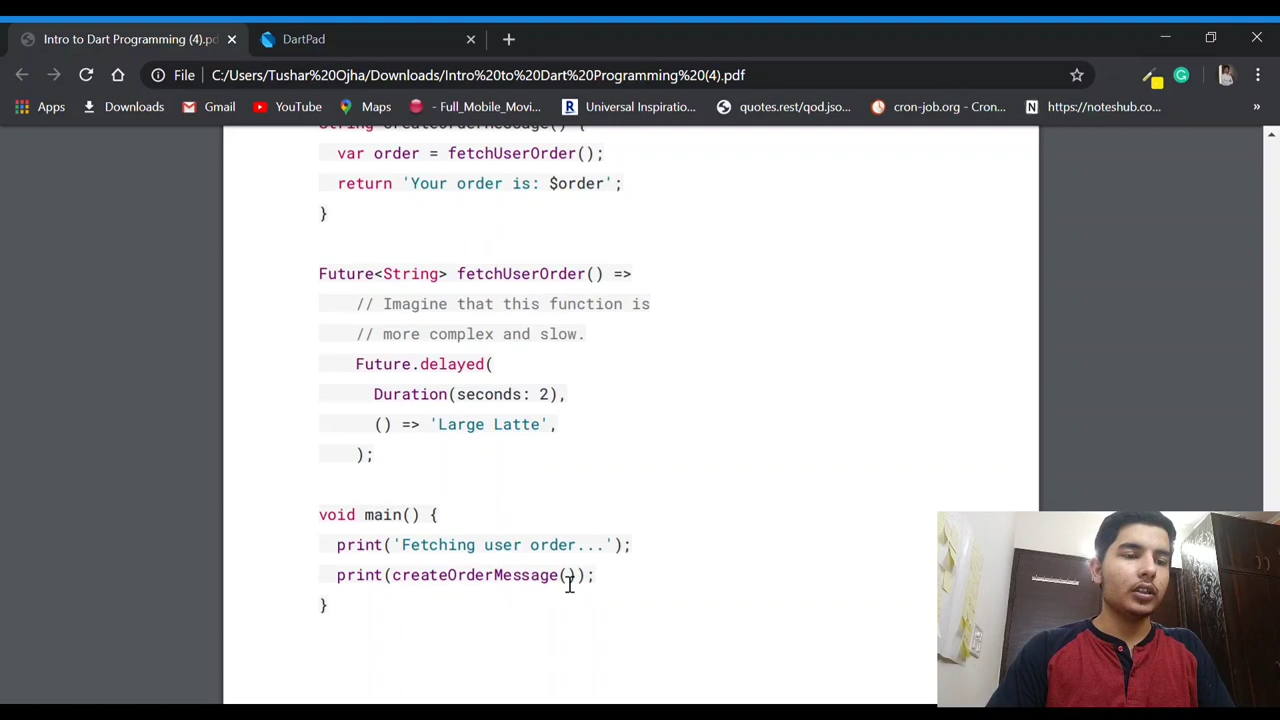 Intro to Dart Programming (4).pd
DartPad
File
C:/Users/Tushar%20Ojha/Downloads/Intro%20to%20Dart%20Programming%20(4).pdf
Apps
Downloads
Gmail
YouTube
Maps
- Full_Mobile_Movi...
Universal Inspiratio...
quotes.rest/qod.jso...
cron-job.org - Cron...
https://noteshub.co...
»
String createOrderMessage() {
var order = fetchUserOrder();
return 'Your order is: $order';
}
Future<String> fetchUserOrder() =>
// Imagine that this function is
// more complex and slow.
Future.delayed(
Duration(seconds: 2),
() => 'Large Latte',
);
void main() {
print('Fetching user order...');
print(createOrderMessage());
}